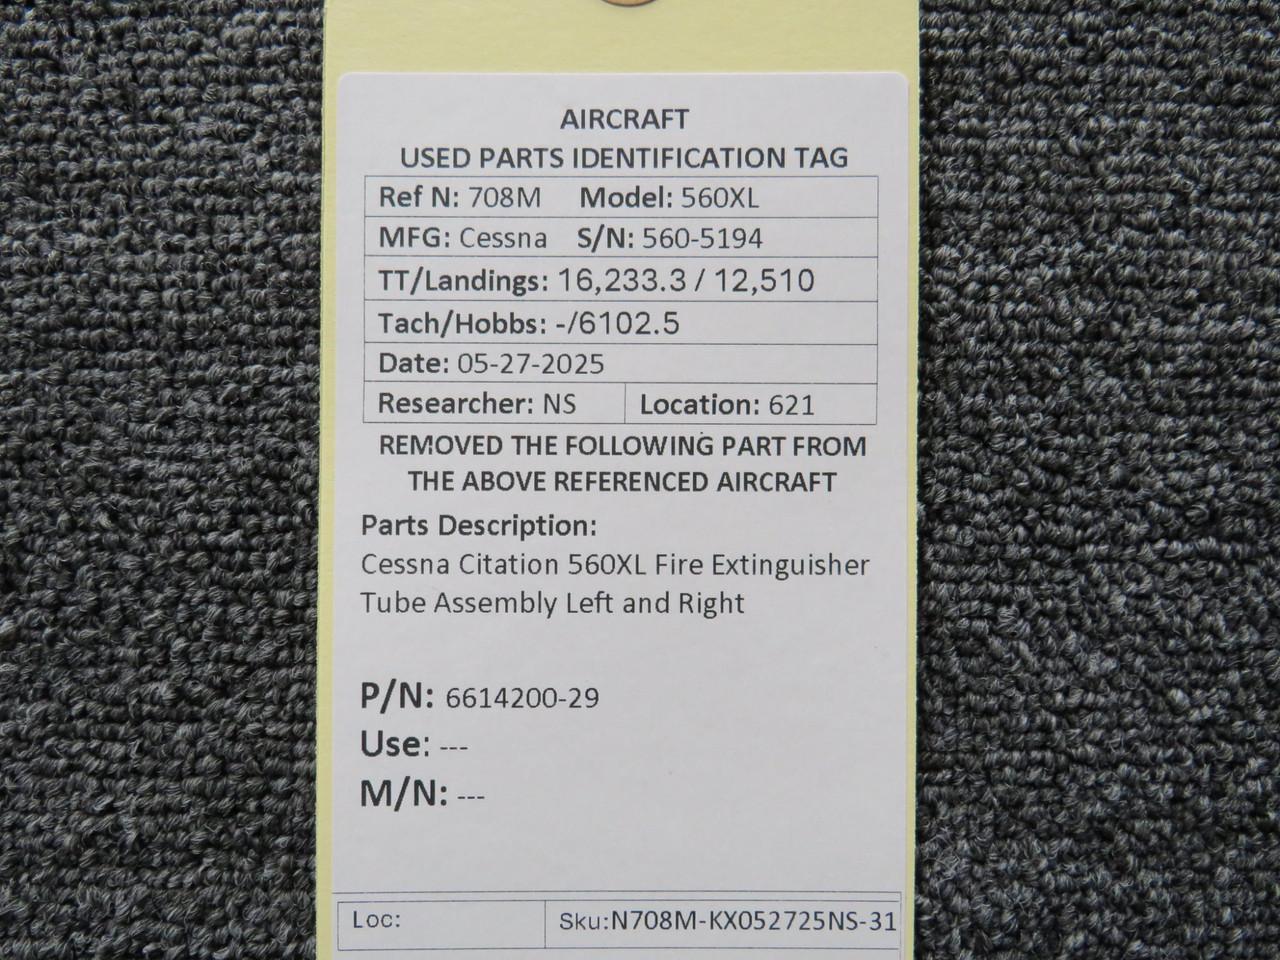 AIRCRAFT
USED PARTS IDENTIFICATION TAG
Ref N: 708M Model: 560XL
MFG: Cessna S/N: 560-5194
TT/Landings: 16,233.3 / 12,510
Tach/Hobbs: -/6102.5
Date: 05-27-2025
Researcher: NS Location: 621
REMOVED THE FOLLOWING PART FROM
THE ABOVE REFERENCED AIRCRAFT
Parts Description:
Cessna Citation 560XL Fire Extinguisher
Tube Assembly Left and Right
P/N: 6614200-29
Use: ---
M/N: ---
Loc: Sku:N708M-KX052725NS-31